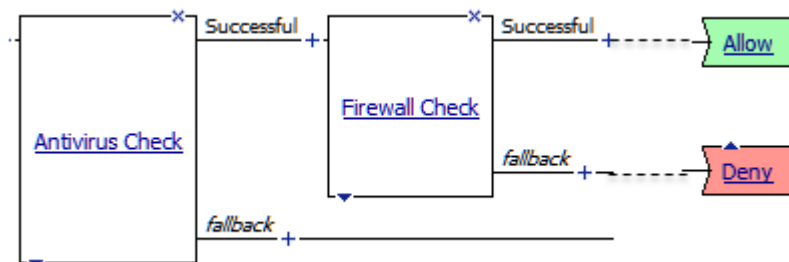 Successful
Successful
Allow
Antivirus Check
Firewall Check
fallback
Deny
fallback